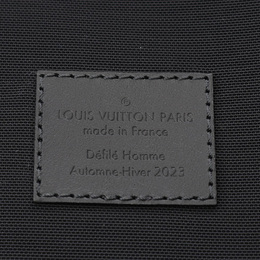 LOUIS VUITTON PARIS
made in France
Défilé Homme
Automne-Hiver 2023